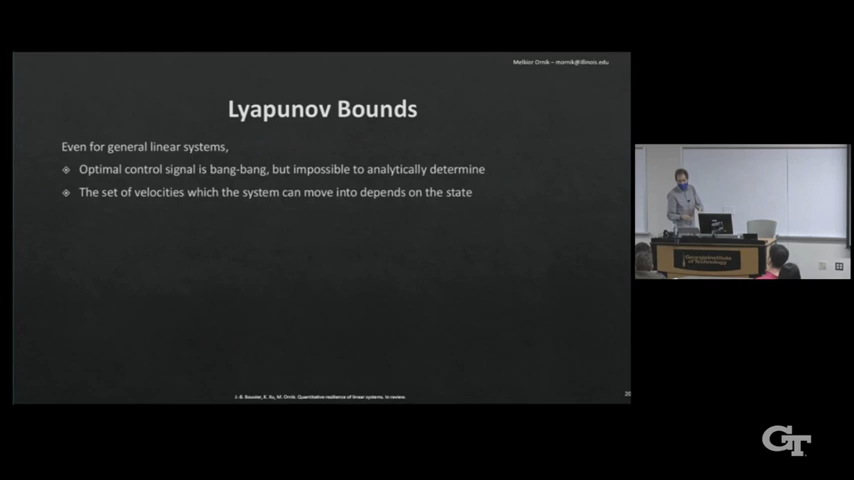 Melkior Ornik – mornik@illinois.edu
Lyapunov Bounds
Even for general linear systems,
Optimal control signal is bang-bang, but impossible to analytically determine
The set of velocities which the system can move into depends on the state
J.-B. Bouvier, K. Xu, M. Ornik. Quantitative resilience of linear systems. In review.
20
Georgia Institute
of Technology
GT